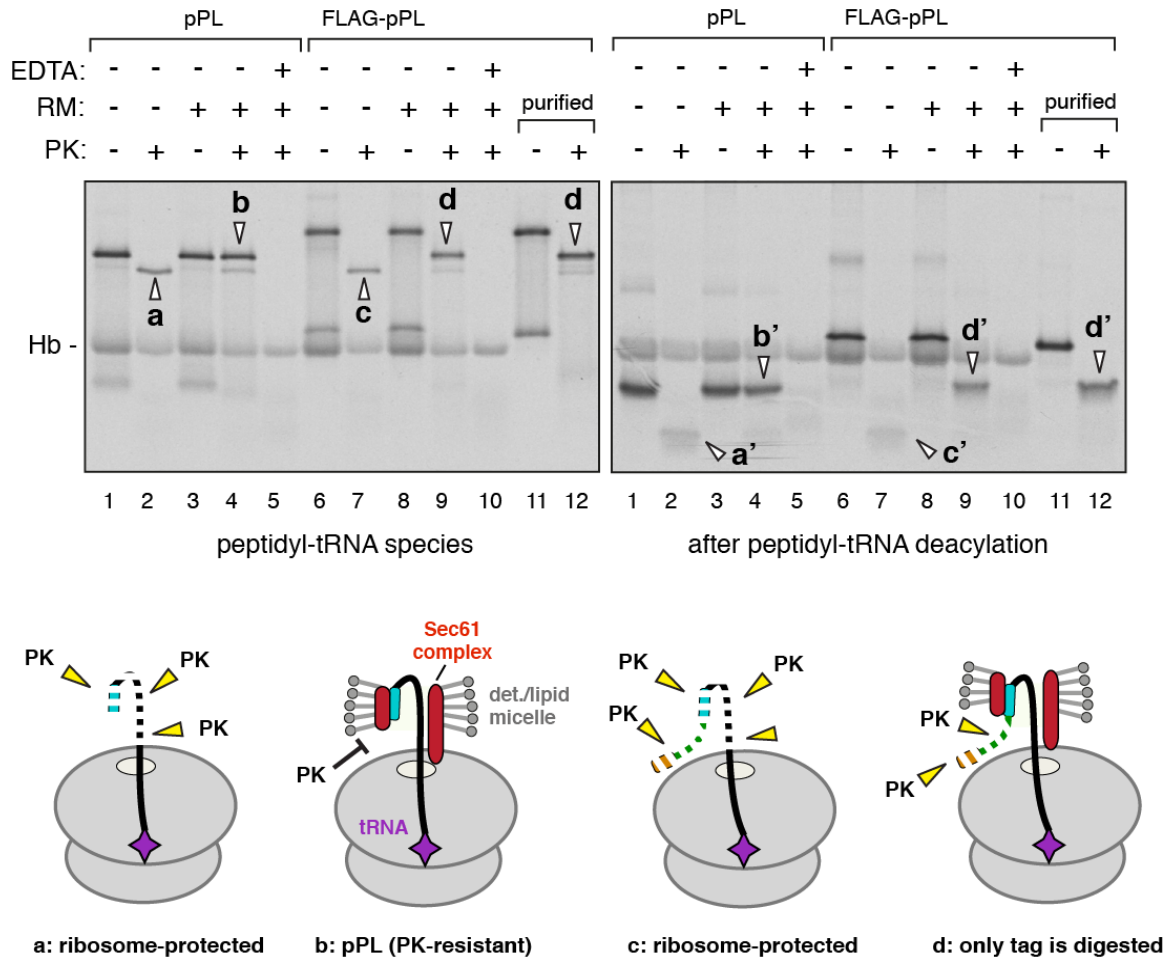 pPL FLAG-pPL pPL FLAG-pPL
EDTA: - - - - + - - - - + - - - - + - - - - +
RM: - - + + + - - + + + purified - - + + + - - + + + purified
PK: - + - + + - + - + + - + - + - + + - + - + + - +
b d d
a c
Hb -
b’ d’ d’
a’ c’
1 2 3 4 5 6 7 8 9 10 11 12 1 2 3 4 5 6 7 8 9 10 11 12
peptidyl-tRNA species after peptidyl-tRNA deacylation
Sec61
complex
PK PK PK
det./lipid
micelle
PK PK PK
PK
PK
PK
PK
tRNA
a: ribosome-protected b: pPL (PK-resistant) c: ribosome-protected d: only tag is digested